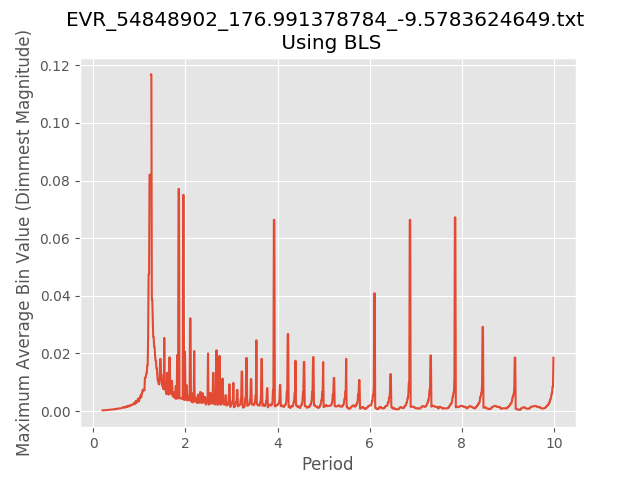 EVR_54848902_176.991378784_-9.5783624649.txt
Using BLS
Maximum Average Bin Value (Dimmest Magnitude)
0.12
0.10
0.08
0.06
0.04
0.02
0.00
0 2 4 6 8 10
Period